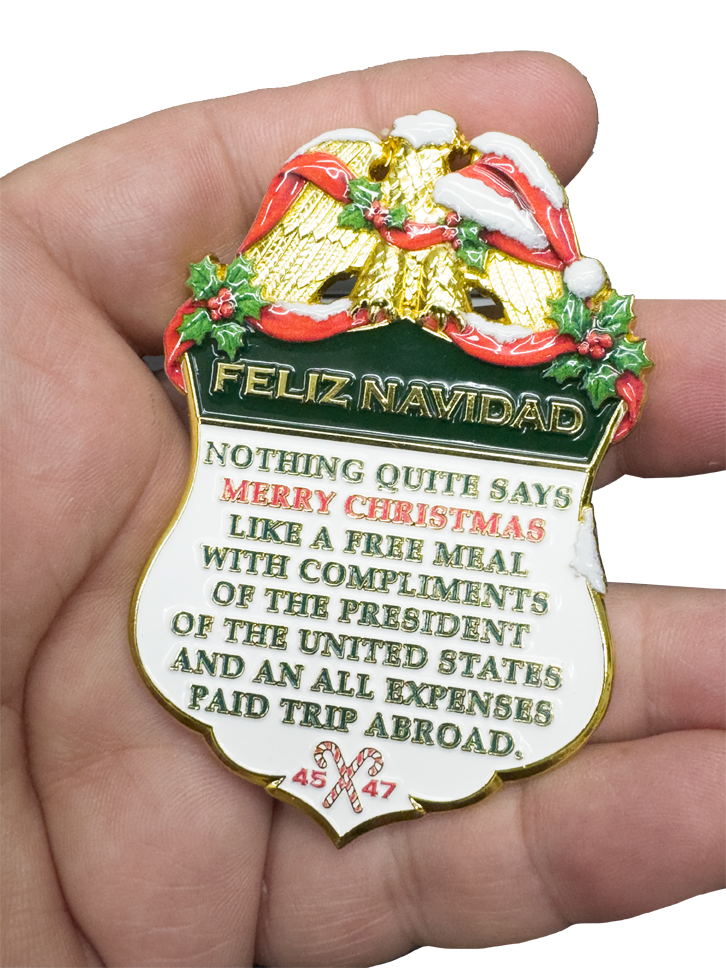 FELIZ NAVIDAD
NOTHING QUITE SAYS
MERRY CHRISTMAS
LIKE A FREE MEAL
WITH COMPLIMENTS
OF THE PRESIDENT
OF THE UNITED STATES
AND AN ALL EXPENSES
PAID TRIP ABROAD.
45 47